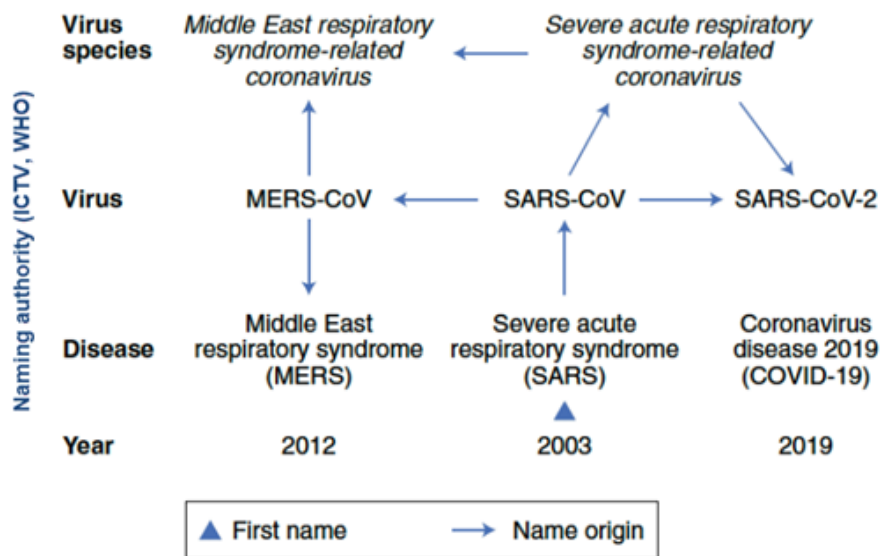 Naming authority (ICTV, WHO)
Virus species
Middle East respiratory
syndrome-related
coronavirus
Severe acute respiratory
syndrome-related
coronavirus
Virus
MERS-CoV
SARS-CoV
SARS-CoV-2
Disease
Middle East
respiratory syndrome
(MERS)
Severe acute
respiratory syndrome
(SARS)
Coronavirus
disease 2019
(COVID-19)
Year
2012
2003
2019
First name
Name origin